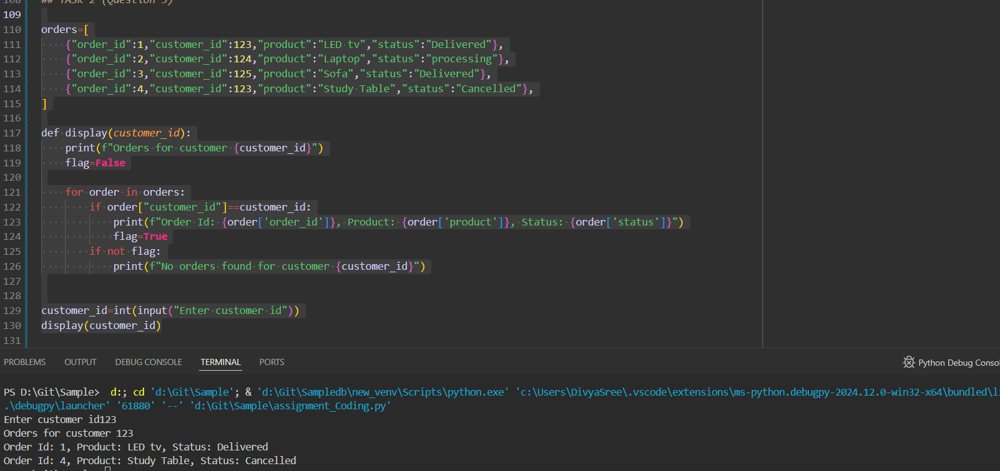 108 ## TASK 2 (Question 5)
109
110 orders=[
111     {"order_id":1,"customer_id":123,"product":"LED tv","status":"Delivered"},
112     {"order_id":2,"customer_id":124,"product":"Laptop","status":"processing"},
113     {"order_id":3,"customer_id":125,"product":"Sofa","status":"Delivered"},
114     {"order_id":4,"customer_id":123,"product":"Study Table","status":"Cancelled"},
115 ]
116
117 def display(customer_id):
118     print(f"Orders for customer {customer_id}")
119     flag=False
120
121     for order in orders:
122         if order["customer_id"]==customer_id:
123             print(f"Order Id: {order['order_id']}, Product: {order['product']}, Status: {order['status']}")
124             flag=True
125         if not flag:
126             print(f"No orders found for customer {customer_id}")
127
128
129 customer_id=int(input("Enter customer id"))
130 display(customer_id)
131
PROBLEMS OUTPUT DEBUG CONSOLE TERMINAL PORTS Python Debug Conso
PS D:\Git\Sample>  d:; cd 'd:\Git\Sample'; & 'd:\Git\Sampledb\new_venv\Scripts\python.exe' 'c:\Users\DivyaSree\.vscode\extensions\ms-python.debugpy-2024.12.0-win32-x64\bundled\li
.\debugpy\launcher' '61880' '--' 'd:\Git\Sample\assignment_Coding.py'
Enter customer id123
Orders for customer 123
Order Id: 1, Product: LED tv, Status: Delivered
Order Id: 4, Product: Study Table, Status: Cancelled